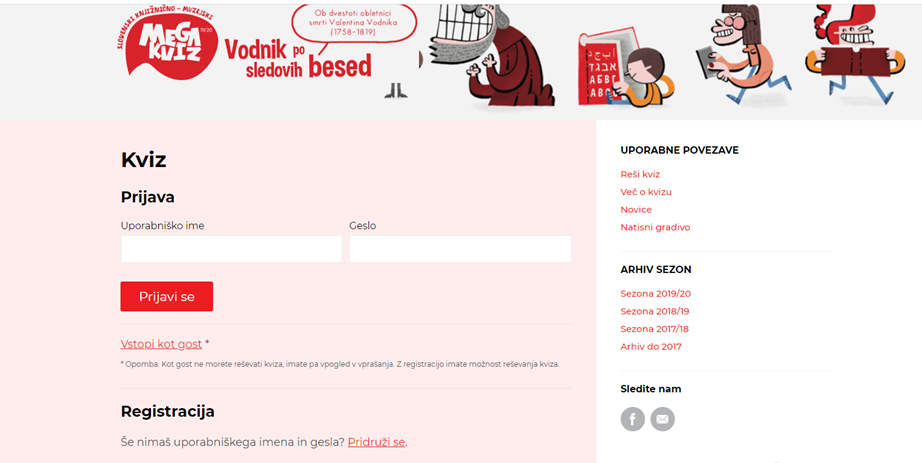 SLOVENSKI KNJIŽNIČNO - MUZEJSKI
MEGA
KVIZ
19/20
Vodnik po
sledovih besed
Ob dvestoti obletnici
smrti Valentina Vodnika
(1758–1819)
АБВГ
Kviz
Prijava
Uporabniško ime
Geslo
Prijavi se
Vstopi kot gost *
* Opomba: Kot gost ne morete reševati kviza, imate pa vpogled v vprašanja. Z registracijo imate možnost reševanja kviza.
Registracija
Še nimaš uporabniškega imena in gesla? Pridruži se.
UPORABNE POVEZAVE
Reši kviz
Več o kvizu
Novice
Natisni gradivo
ARHIV SEZON
Sezona 2019/20
Sezona 2018/19
Sezona 2017/18
Arhiv do 2017
Sledite nam